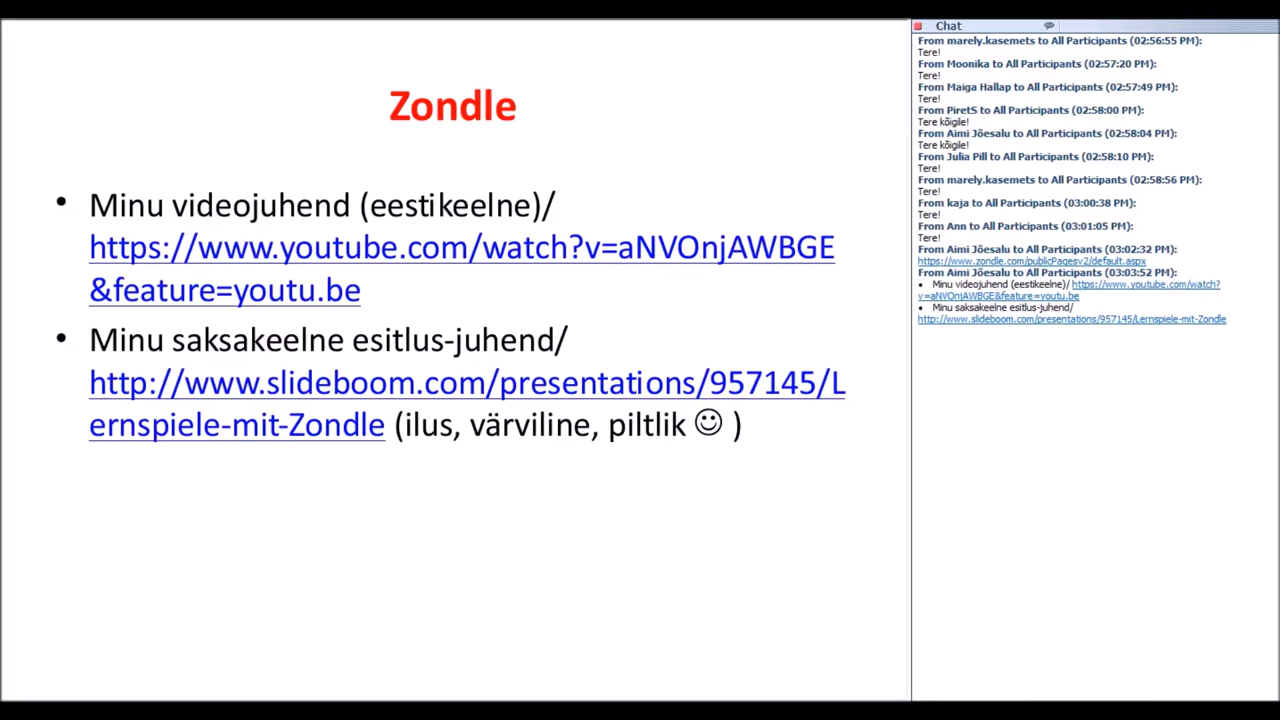 Zondle
• Minu videojuhend (eestikeelne)/
https://www.youtube.com/watch?v=aNVOnjAWBGE
&feature=youtu.be
• Minu saksakeelne esitlus-juhend/
http://www.slideboom.com/presentations/957145/L
ernspiele-mit-Zondle (ilus, värviline, piltlik ☺ )
Chat
From marely.kasemets to All Participants (02:56:55 PM):
Tere!
From Moonika to All Participants (02:57:20 PM):
Tere!
From Maiga Hallap to All Participants (02:57:49 PM):
Tere!
From PiretS to All Participants (02:58:00 PM):
Tere kõigile!
From Aimi Jõesalu to All Participants (02:58:04 PM):
Tere kõigile!
From Julia Pill to All Participants (02:58:10 PM):
Tere!
From marely.kasemets to All Participants (02:58:56 PM):
Tere!
From kaja to All Participants (03:00:38 PM):
Tere!
From Ann to All Participants (03:01:05 PM):
Tere!
From Aimi Jõesalu to All Participants (03:02:32 PM):
https://www.zondle.com/publicPagesv2/default.aspx
From Aimi Jõesalu to All Participants (03:03:52 PM):
• Minu videojuhend (eestikeelne)/ https://www.youtube.com/watch?
v=aNVOnjAWBGE&feature=youtu.be
• Minu saksakeelne esitlus-juhend/
http://www.slideboom.com/presentations/957145/Lernspiele-mit-Zondle